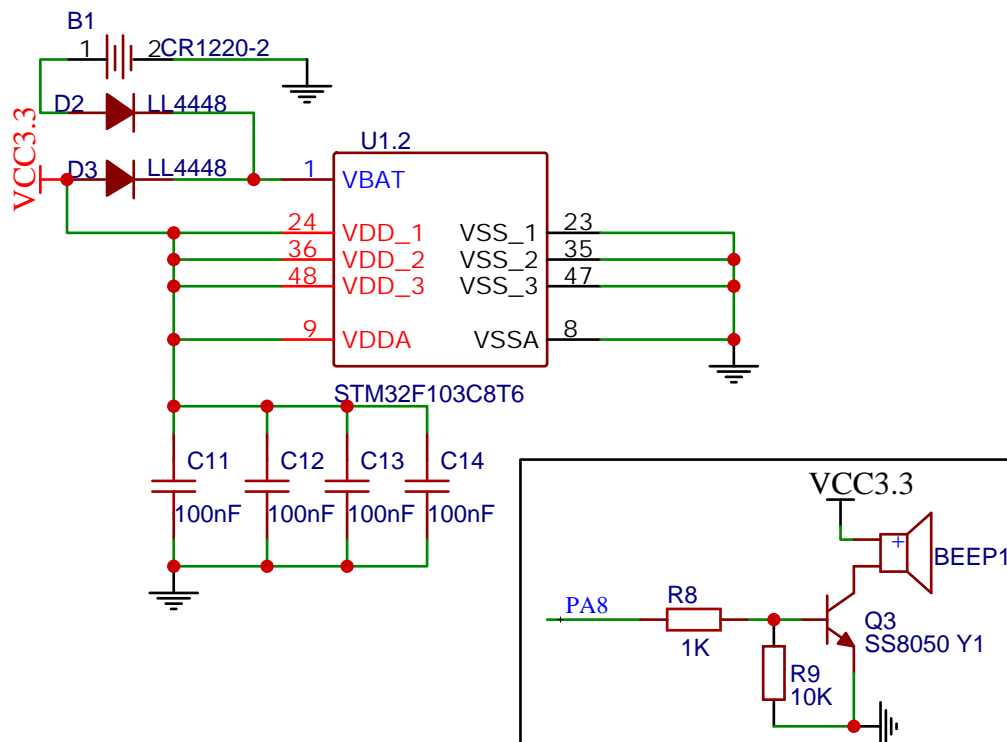 B1
1 2 CR1220-2
D2 LL4448
VCC3.3
D3 LL4448
U1.2
1 VBAT
24 VDD_1 VSS_1 23
36 VDD_2 VSS_2 35
48 VDD_3 VSS_3 47
9 VDDA VSSA 8
STM32F103C8T6
C11 C12 C13 C14
100nF 100nF 100nF 100nF
VCC3.3
+
BEEP1
PA8
R8
1K
Q3
SS8050 Y1
R9
10K